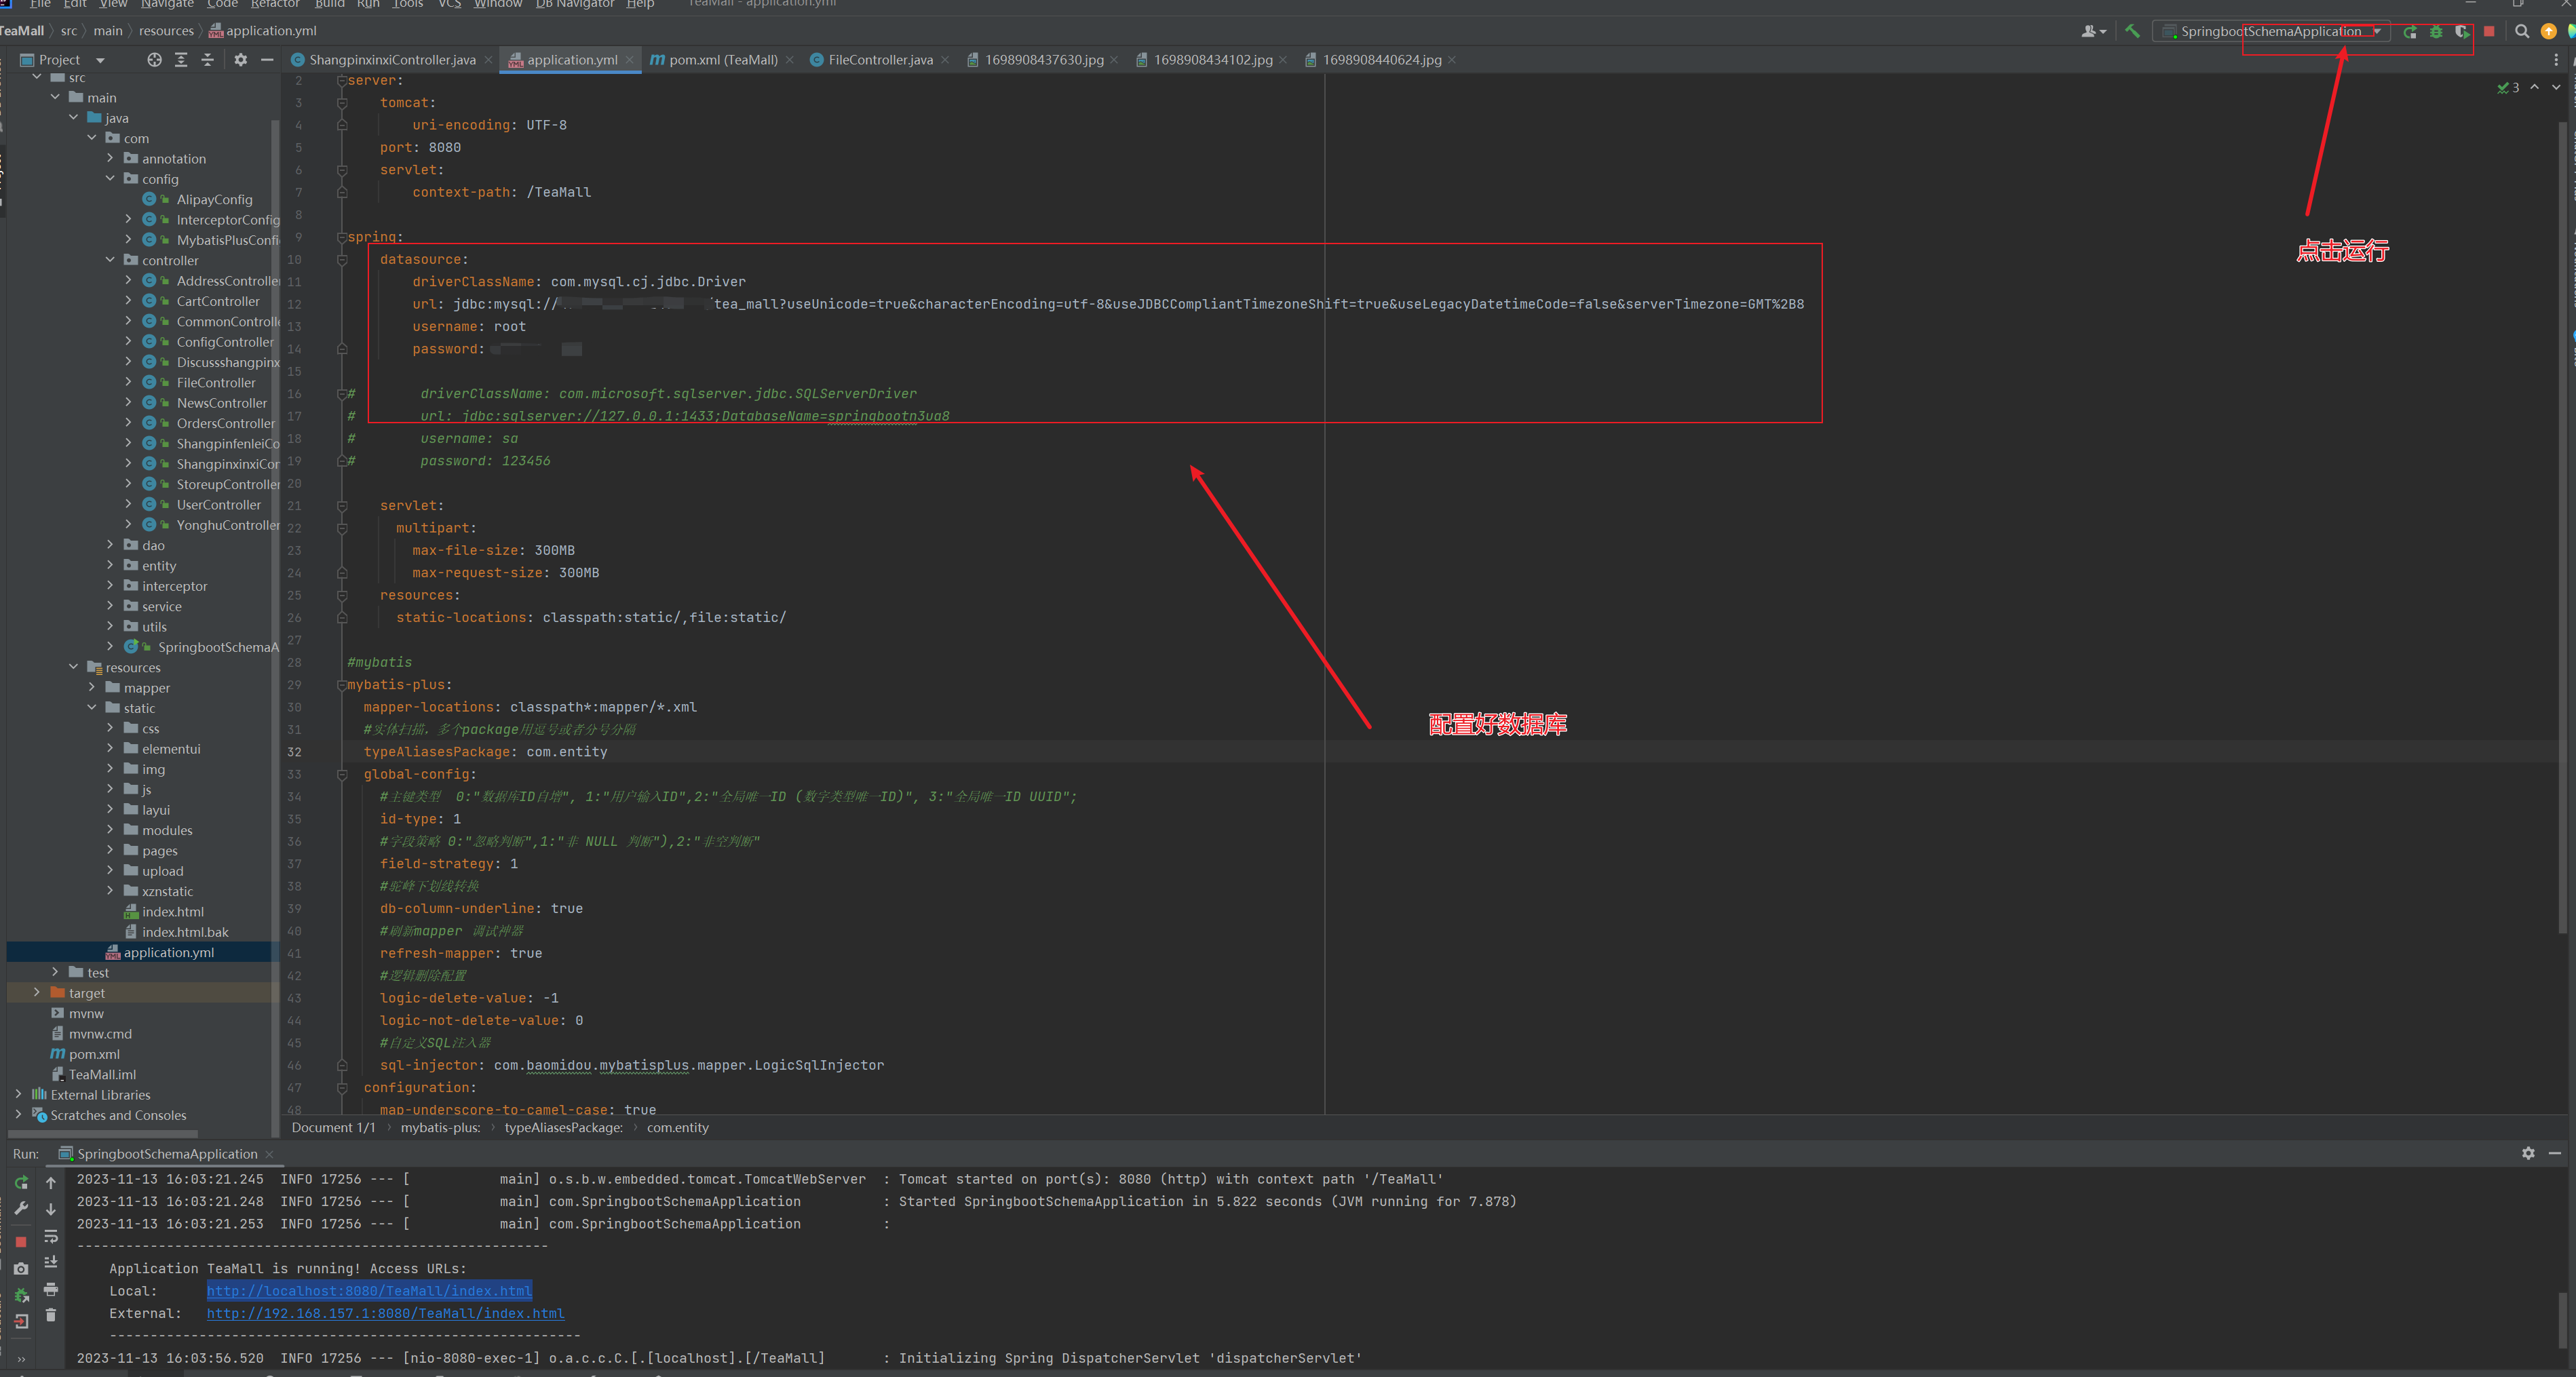 File Edit View Navigate Code Refactor Build Run Tools VCS Window DB Navigator Help TeaMall - application.yml
TeaMall src main resources application.yml
SpringbootSchemaApplication
Project
ShangpinxinxiController.java application.yml pom.xml (TeaMall) FileController.java 1698908437630.jpg 1698908434102.jpg 1698908440624.jpg
src
main
java
com
annotation
config
AlipayConfig
InterceptorConfig
MybatisPlusConfi
controller
AddressController
CartController
CommonControlle
ConfigController
Discussshangpinx
FileController
NewsController
OrdersController
ShangpinfenleiCo
ShangpinxinxiCon
StoreupController
UserController
YonghuController
dao
entity
interceptor
service
utils
SpringbootSchemaA
resources
mapper
static
css
elementui
img
js
layui
modules
pages
upload
xznstatic
index.html
index.html.bak
application.yml
test
target
mvnw
mvnw.cmd
pom.xml
TeaMall.iml
External Libraries
Scratches and Consoles
3
2 server:
3 tomcat:
4 uri-encoding: UTF-8
5 port: 8080
6 servlet:
7 context-path: /TeaMall
8
9 spring:
10 datasource:
11 driverClassName: com.mysql.cj.jdbc.Driver
12 url: jdbc:mysql:// /tea_mall?useUnicode=true&characterEncoding=utf-8&useJDBCCompliantTimezoneShift=true&useLegacyDatetimeCode=false&serverTimezone=GMT%2B8
13 username: root
14 password:
15
16 # driverClassName: com.microsoft.sqlserver.jdbc.SQLServerDriver
17 # url: jdbc:sqlserver://127.0.0.1:1433;DatabaseName=springbootn3ua8
18 # username: sa
19 # password: 123456
20
21 servlet:
22 multipart:
23 max-file-size: 300MB
24 max-request-size: 300MB
25 resources:
26 static-locations: classpath:static/,file:static/
27
28 #mybatis
29 mybatis-plus:
30 mapper-locations: classpath*:mapper/*.xml
31 #实体扫描，多个package用逗号或者分号分隔
32 typeAliasesPackage: com.entity
33 global-config:
34 #主键类型 0:"数据库ID自增", 1:"用户输入ID",2:"全局唯一ID (数字类型唯一ID)", 3:"全局唯一ID UUID";
35 id-type: 1
36 #字段策略 0:"忽略判断",1:"非 NULL 判断"),2:"非空判断"
37 field-strategy: 1
38 #驼峰下划线转换
39 db-column-underline: true
40 #刷新mapper 调试神器
41 refresh-mapper: true
42 #逻辑删除配置
43 logic-delete-value: -1
44 logic-not-delete-value: 0
45 #自定义SQL注入器
46 sql-injector: com.baomidou.mybatisplus.mapper.LogicSqlInjector
47 configuration:
48 map-underscore-to-camel-case: true
点击运行
配置好数据库
Document 1/1 mybatis-plus: typeAliasesPackage: com.entity
Run: SpringbootSchemaApplication
2023-11-13 16:03:21.245 INFO 17256 --- [ main] o.s.b.w.embedded.tomcat.TomcatWebServer : Tomcat started on port(s): 8080 (http) with context path '/TeaMall'
2023-11-13 16:03:21.248 INFO 17256 --- [ main] com.SpringbootSchemaApplication : Started SpringbootSchemaApplication in 5.822 seconds (JVM running for 7.878)
2023-11-13 16:03:21.253 INFO 17256 --- [ main] com.SpringbootSchemaApplication :
----------------------------------------------------------
Application TeaMall is running! Access URLs:
Local: http://localhost:8080/TeaMall/index.html
External: http://192.168.157.1:8080/TeaMall/index.html
----------------------------------------------------------
2023-11-13 16:03:56.520 INFO 17256 --- [nio-8080-exec-1] o.a.c.c.C.[.[localhost].[/TeaMall] : Initializing Spring DispatcherServlet 'dispatcherServlet'